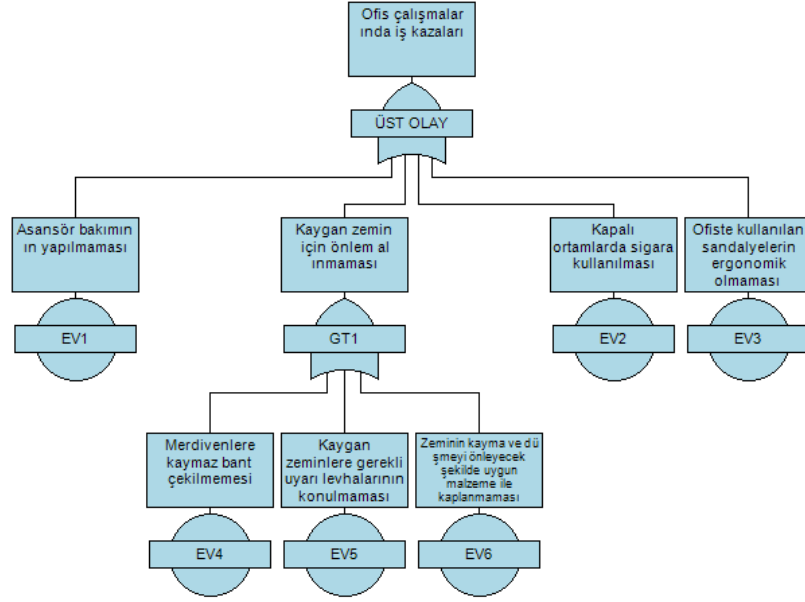 Ofis çalışmalar
ında iş kazaları
ÜST OLAY
Asansör bakımın
ın yapılmaması
EV1
Kaygan zemin
için önlem al
ınmaması
GT1
Kapalı
ortamlarda sigara
kullanılması
EV2
Ofiste kullanılan
sandalyelerin
ergonomik
olmaması
EV3
Merdivenlere
kaymaz bant
çekilmemesi
EV4
Kaygan
zeminlere gerekli
uyarı levhalarının
konulmaması
EV5
Zeminin kayma ve dü
şmeyi önleyecek
şekilde uygun
malzeme ile
kaplanmaması
EV6